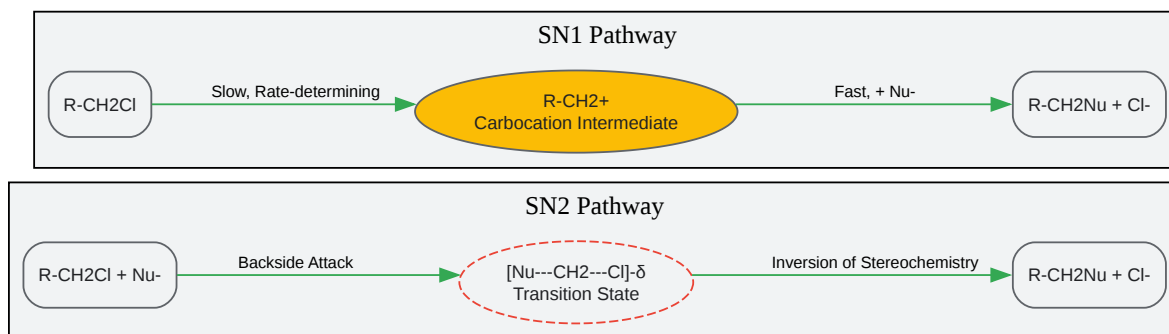 SN1 Pathway
R-CH2Cl
Slow, Rate-determining
R-CH2+
Carbocation Intermediate
Fast, + Nu-
R-CH2Nu + Cl-
SN2 Pathway
R-CH2Cl + Nu-
Backside Attack
[Nu---CH2---Cl]-δ
Transition State
Inversion of Stereochemistry
R-CH2Nu + Cl-